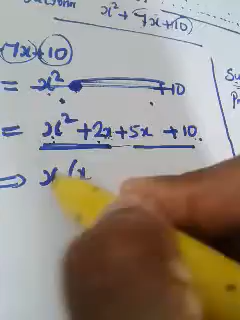 x² + 7x + 10
7x + 10
= x² + 10
= x² + 2x + 5x + 10
⇒ x (x